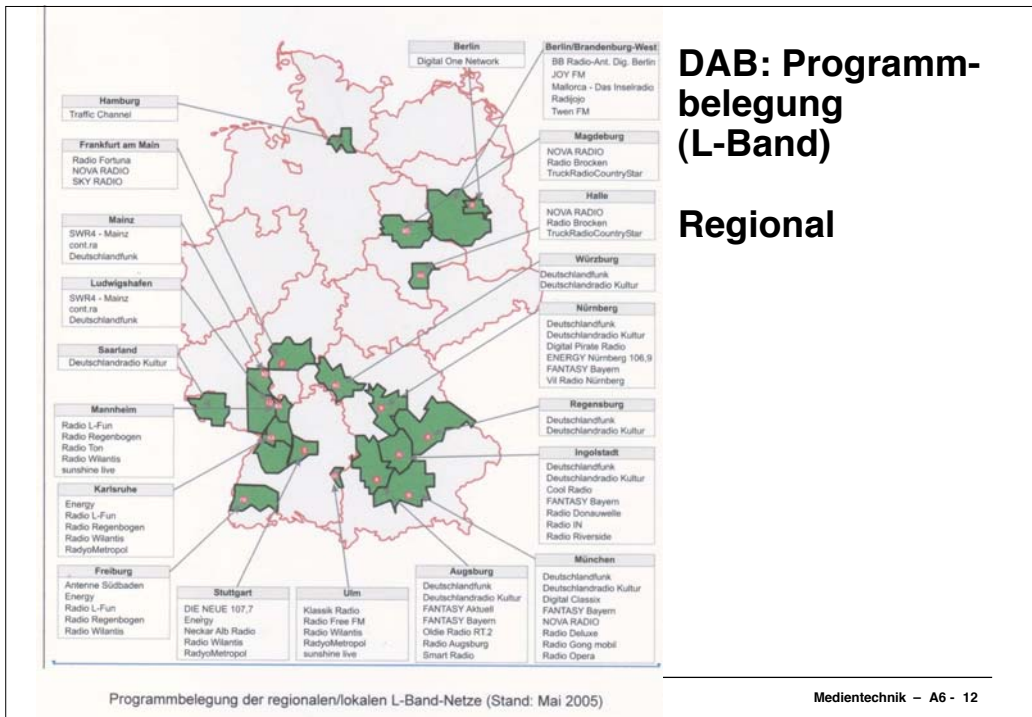 DAB: Programm-
belegung
(L-Band)
Regional
Berlin
Digital One Network
Berlin/Brandenburg-West
BB Radio-Ant. Dig. Berlin
JOY FM
Mallorca - Das Inselradio
Radijojo
Twen FM
Hamburg
Traffic Channel
Magdeburg
NOVA RADIO
Radio Brocken
TruckRadioCountryStar
Frankfurt am Main
Radio Fortuna
NOVA RADIO
SKY RADIO
Halle
NOVA RADIO
Radio Brocken
TruckRadioCountryStar
Mainz
SWR4 - Mainz
cont.ra
Deutschlandfunk
Würzburg
Deutschlandfunk
Deutschlandradio Kultur
Ludwigshafen
SWR4 - Mainz
cont.ra
Deutschlandfunk
Nürnberg
Deutschlandfunk
Deutschlandradio Kultur
Digital Pirate Radio
ENERGY Nürnberg 106,9
FANTASY Bayern
Vil Radio Nürnberg
Saarland
Deutschlandradio Kultur
Regensburg
Deutschlandfunk
Deutschlandradio Kultur
Mannheim
Radio L-Fun
Radio Regenbogen
Radio Ton
Radio Wilantis
sunshine live
Ingolstadt
Deutschlandfunk
Deutschlandradio Kultur
Cool Radio
FANTASY Bayern
Radio Donauwelle
Radio IN
Radio Riverside
Karlsruhe
Energy
Radio L-Fun
Radio Regenbogen
Radio Wilantis
RadyoMetropol
Freiburg
Antenne Südbaden
Energy
Radio L-Fun
Radio Regenbogen
Radio Wilantis
Stuttgart
DIE NEUE 107,7
Energy
Neckar Alb Radio
Radio Wilantis
RadyoMetropol
Ulm
Klassik Radio
Radio Free FM
Radio Wilantis
RadyoMetropol
sunshine live
Augsburg
Deutschlandfunk
Deutschlandradio Kultur
FANTASY Aktuell
FANTASY Bayern
Oldie Radio RT.2
Radio Augsburg
Smart Radio
München
Deutschlandfunk
Deutschlandradio Kultur
Digital Classix
FANTASY Bayern
NOVA RADIO
Radio Deluxe
Radio Gong mobil
Radio Opera
Programmbelegung der regionalen/lokalen L-Band-Netze (Stand: Mai 2005)
Medientechnik – A6 - 12